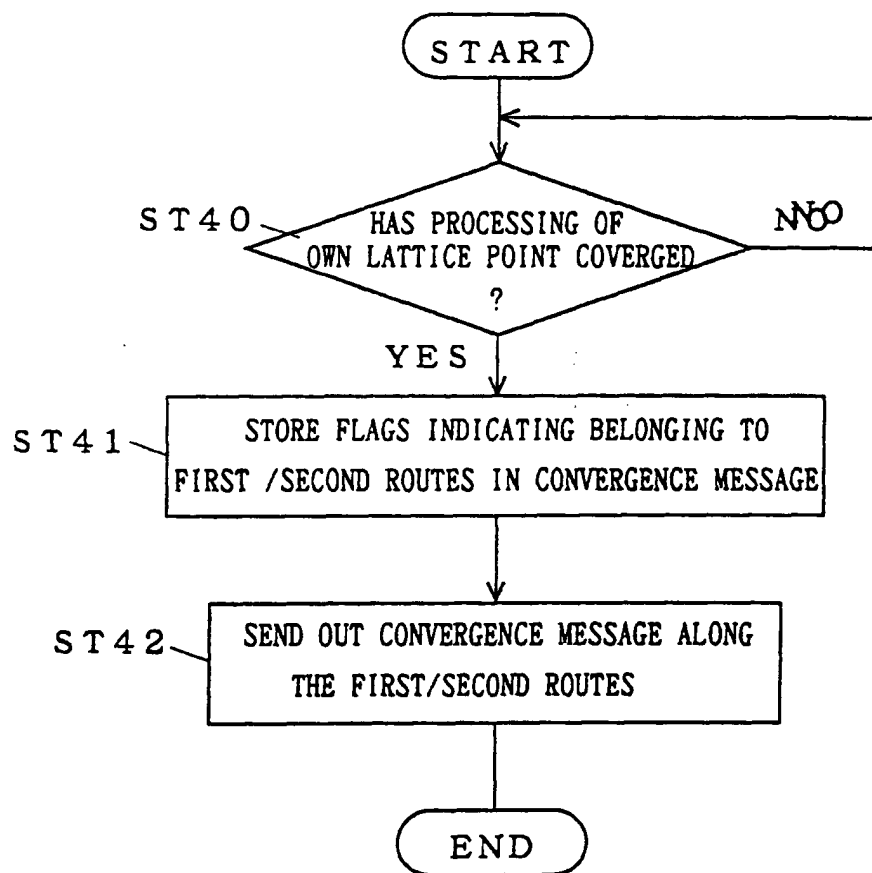 START
ST40
HAS PROCESSING OF
OWN LATTICE POINT COVERGED
?
NO
YES
ST41
STORE FLAGS INDICATING BELONGING TO
FIRST /SECOND ROUTES IN CONVERGENCE MESSAGE
ST42
SEND OUT CONVERGENCE MESSAGE ALONG
THE FIRST/SECOND ROUTES
END